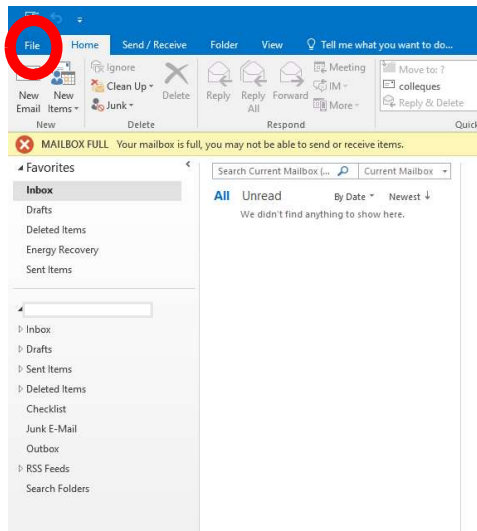 File Home Send / Receive Folder View Tell me what you want to do...
Ignore
Clean Up
Junk
New Email
New Items
Delete
Reply
Reply All
Forward
Meeting
IM
More
Move to: ?
colleques
Reply & Delete
New Delete Respond Quick
MAILBOX FULL Your mailbox is full, you may not be able to send or receive items.
Favorites
Inbox
Drafts
Deleted Items
Energy Recovery
Sent Items
Inbox
Drafts
Sent Items
Deleted Items
Checklist
Junk E-Mail
Outbox
RSS Feeds
Search Folders
Search Current Mailbox (... Current Mailbox
All Unread By Date Newest ↓
We didn't find anything to show here.